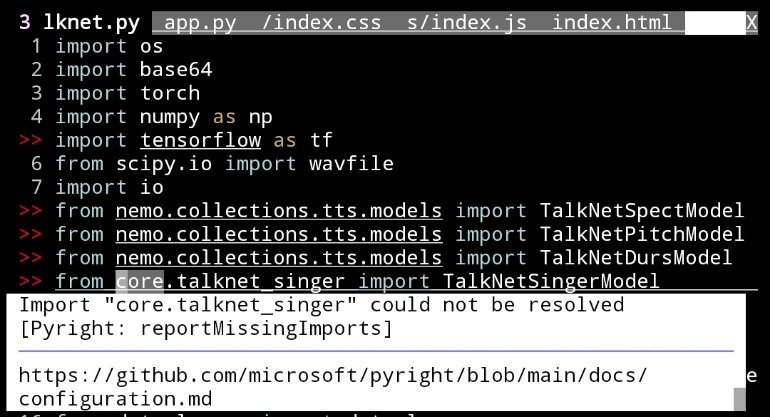 3 lknet.py  app.py  /index.css  s/index.js  index.html  X
1 import os
2 import base64
3 import torch
4 import numpy as np
>> import tensorflow as tf
6 from scipy.io import wavfile
7 import io
>> from nemo.collections.tts.models import TalkNetSpectModel
>> from nemo.collections.tts.models import TalkNetPitchModel
>> from nemo.collections.tts.models import TalkNetDursModel
>> from core.talknet_singer import TalkNetSingerModel
Import "core.talknet_singer" could not be resolved
[Pyright: reportMissingImports]
https://github.com/microsoft/pyright/blob/main/docs/ e
configuration.md